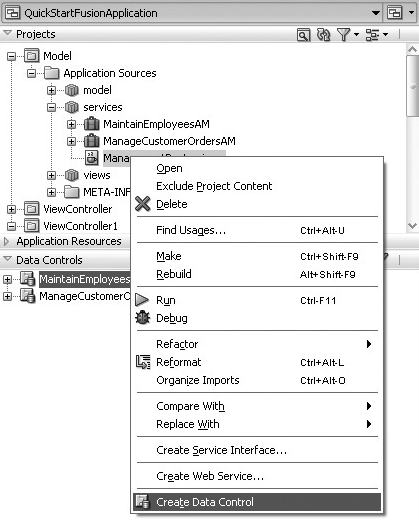 QuickStartFusionApplication
Projects
Model
Application Sources
model
services
MaintainEmployeesAM
ManageCustomerOrdersAM
views
META-INF
ViewController
ViewController1
Application Resources
Data Controls
MaintainEmployees
ManageCustomerO
Open
Exclude Project Content
Delete
Find Usages... Ctrl+Alt-U
Make Ctrl+Shift-F9
Rebuild Alt+Shift-F9
Run Ctrl-F11
Debug
Refactor
Reformat Ctrl+Alt-L
Organize Imports Ctrl+Alt-O
Compare With
Replace With
Create Service Interface...
Create Web Service...
Create Data Control